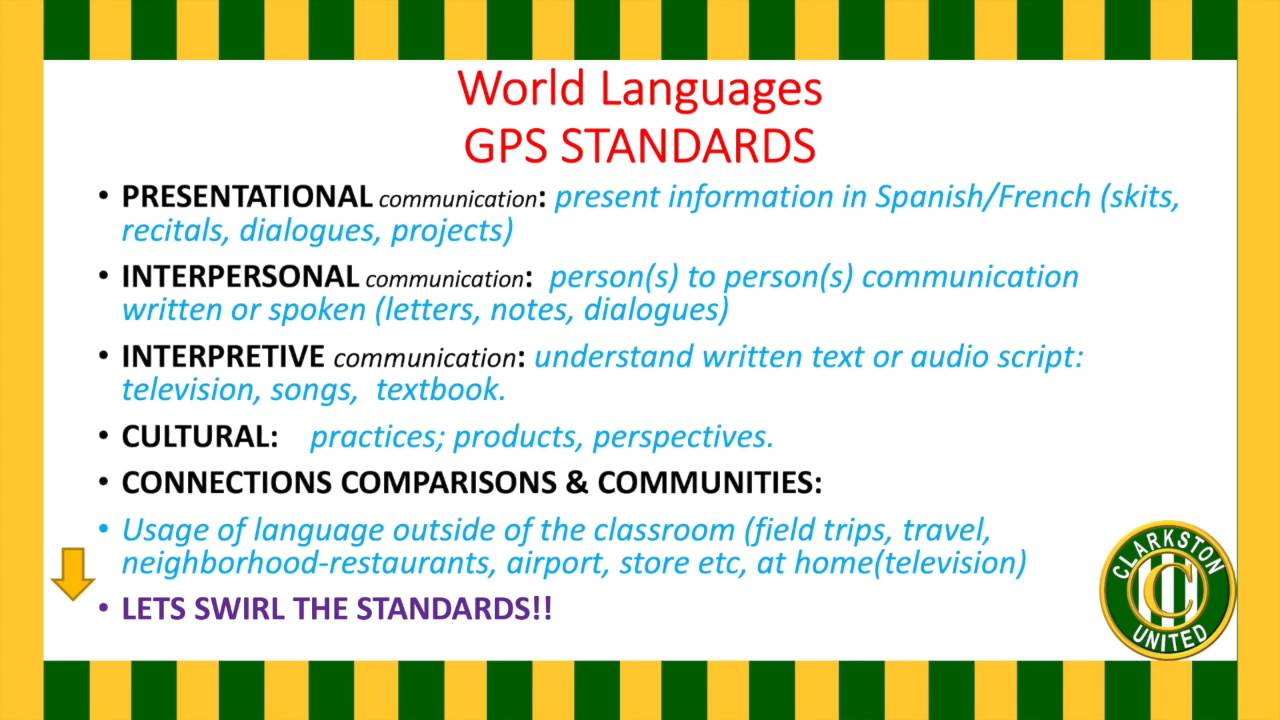 World Languages
GPS STANDARDS
• PRESENTATIONAL communication: present information in Spanish/French (skits,
recitals, dialogues, projects)
• INTERPERSONAL communication: person(s) to person(s) communication
written or spoken (letters, notes, dialogues)
• INTERPRETIVE communication: understand written text or audio script:
television, songs, textbook.
• CULTURAL: practices; products, perspectives.
• CONNECTIONS COMPARISONS & COMMUNITIES:
• Usage of language outside of the classroom (field trips, travel,
neighborhood-restaurants, airport, store etc, at home(television)
• LETS SWIRL THE STANDARDS!!
CLARKSTON
C
UNITED